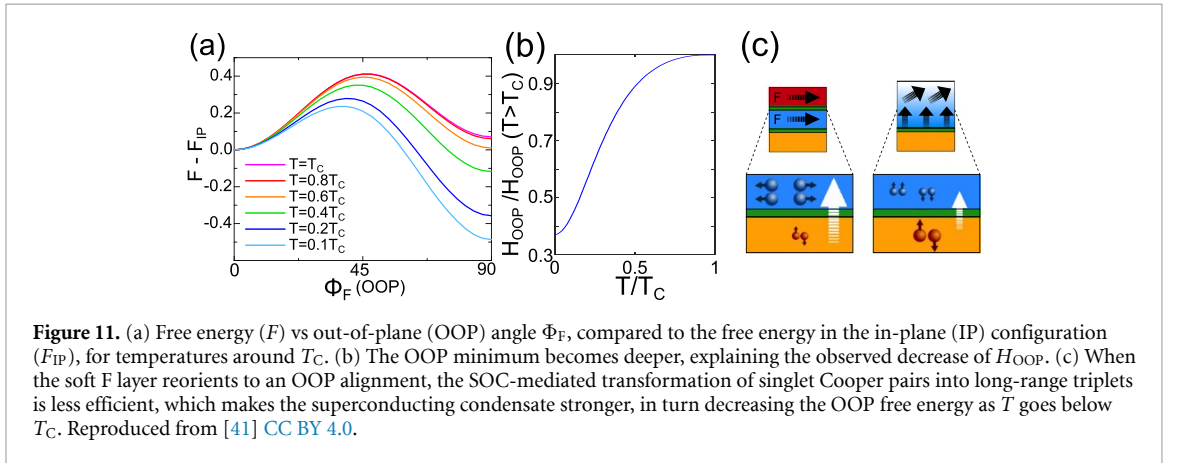 (a)
(b)
(c)
F - F_IP
0.4
0.2
0.0
-0.2
-0.4
T=T_C
T=0.8T_C
T=0.6T_C
T=0.4T_C
T=0.2T_C
T=0.1T_C
0
45
90
Φ_F (OOP)
H_OOP /H_OOP (T>T_C)
0.9
0.7
0.5
0.3
0
0.5
1
T/T_C
F
F
Figure 11. (a) Free energy (F) vs out-of-plane (OOP) angle Φ_F, compared to the free energy in the in-plane (IP) configuration
(F_IP), for temperatures around T_C. (b) The OOP minimum becomes deeper, explaining the observed decrease of H_OOP. (c) When
the soft F layer reorients to an OOP alignment, the SOC-mediated transformation of singlet Cooper pairs into long-range triplets
is less efficient, which makes the superconducting condensate stronger, in turn decreasing the OOP free energy as T goes below
T_C. Reproduced from [41] CC BY 4.0.